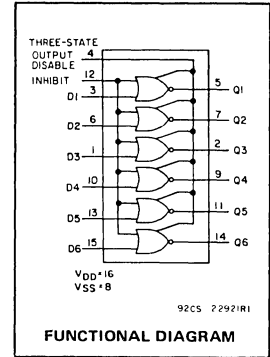 THREE-STATE
OUTPUT 4
DISABLE
INHIBIT 12
D1 3 5 Q1
D2 6 7 Q2
D3 1 2 Q3
D4 10 9 Q4
D5 13 11 Q5
D6 15 14 Q6
VDD=16
VSS=8
92CS 22921R1
FUNCTIONAL DIAGRAM